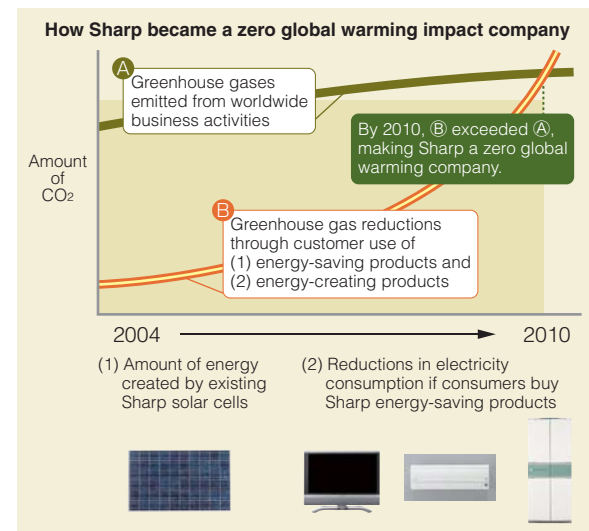 How Sharp became a zero global warming impact company
Ⓐ
Greenhouse gases
emitted from worldwide
business activities
By 2010, Ⓑ exceeded Ⓐ,
making Sharp a zero global
warming company.
Amount
of
CO₂
Ⓑ
Greenhouse gas reductions
through customer use of
(1) energy-saving products and
(2) energy-creating products
2004
2010
(1) Amount of energy
created by existing
Sharp solar cells
(2) Reductions in electricity
consumption if consumers buy
Sharp energy-saving products